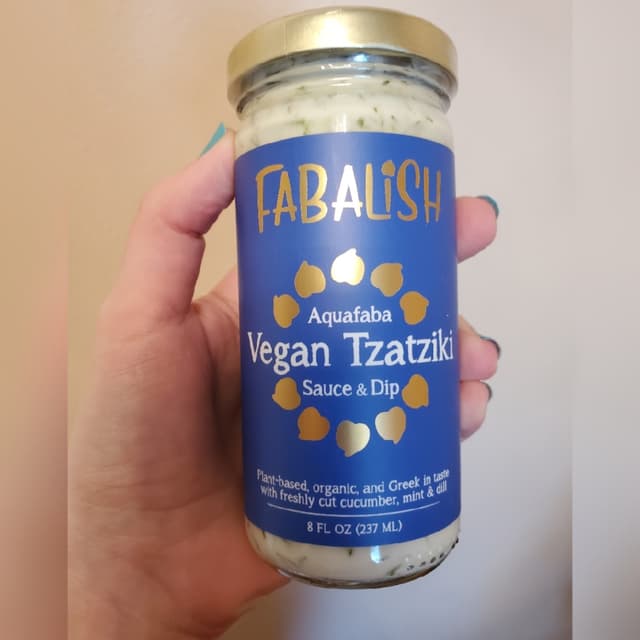 FABALISH
Aquafaba
Vegan Tzatziki
Sauce & Dip
Plant-based, organic, and Greek in taste
with freshly cut cucumber, mint & dill
8 FL OZ (237 ML)